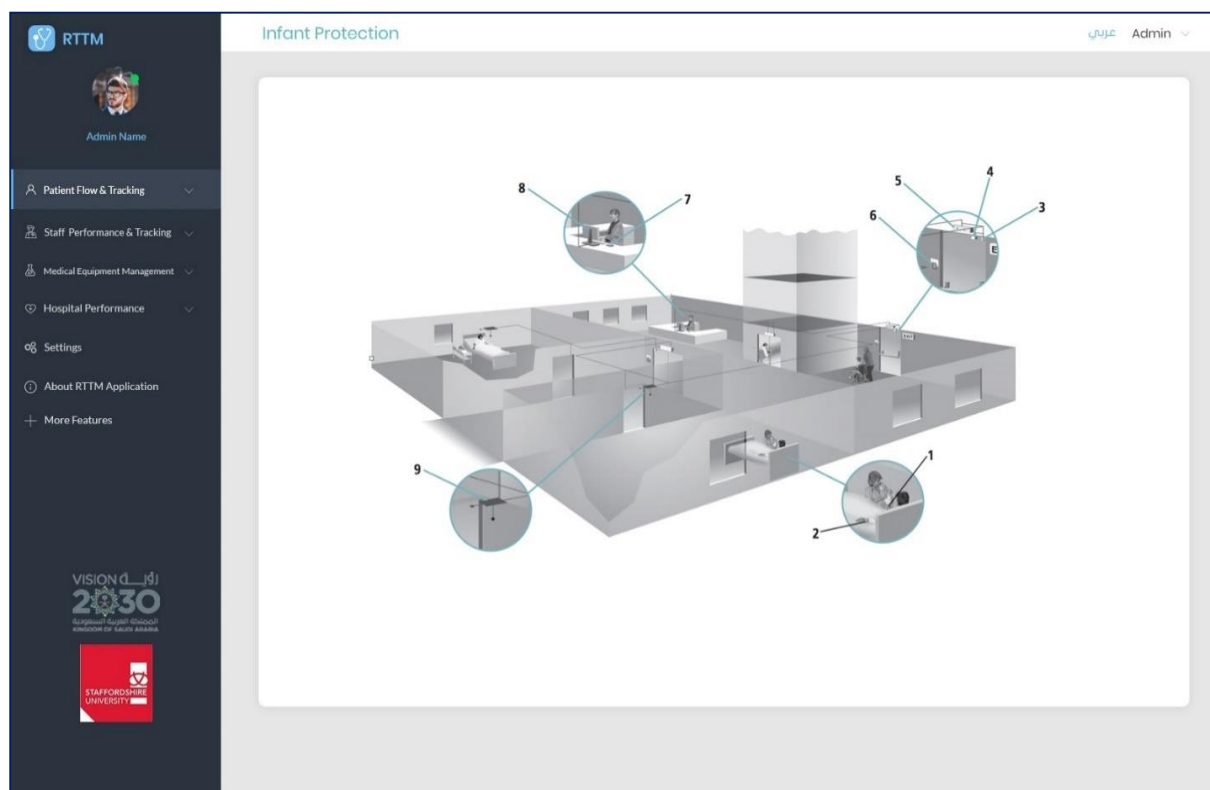 RTTM
Admin Name
Patient Flow & Tracking
Staff Performance & Tracking
Medical Equipment Management
Hospital Performance
Settings
About RTTM Application
More Features
VISION رؤيـــة
2030
المملكة العربية السعودية
KINGDOM OF SAUDI ARABIA
STAFFORDSHIRE
UNIVERSITY
Infant Protection
عربي Admin
8
7
5
4
6
3
E
EXIT
9
1
2